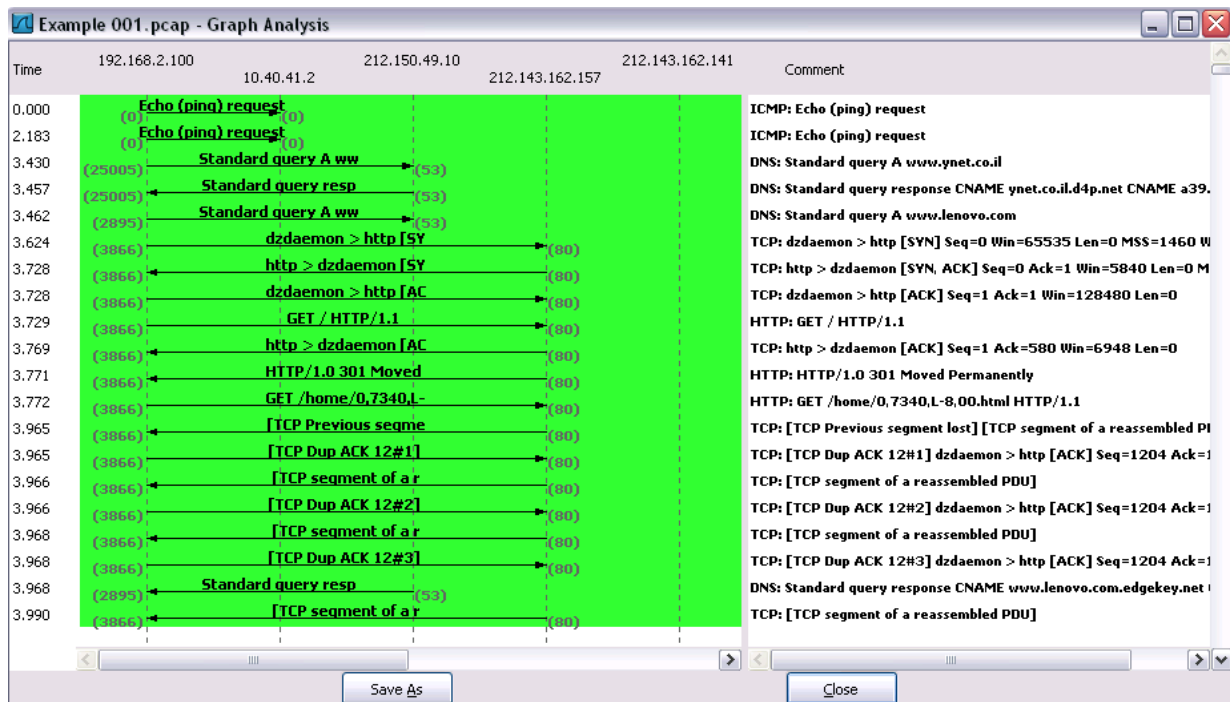 Example 001.pcap - Graph Analysis
Time 192.168.2.100 10.40.41.2 212.150.49.10 212.143.162.157 212.143.162.141 Comment
0.000 Echo (ping) request (0) (0) ICMP: Echo (ping) request
2.183 Echo (ping) request (0) (0) ICMP: Echo (ping) request
3.430 Standard query A ww (25005) (53) DNS: Standard query A www.ynet.co.il
3.457 Standard query resp (25005) (53) DNS: Standard query response CNAME ynet.co.il.d4p.net CNAME a39.
3.462 Standard query A ww (2895) (53) DNS: Standard query A www.lenovo.com
3.624 dzdaemon > http [SY (3866) (80) TCP: dzdaemon > http [SYN] Seq=0 Win=65535 Len=0 MSS=1460 W
3.728 http > dzdaemon [SY (3866) (80) TCP: http > dzdaemon [SYN, ACK] Seq=0 Ack=1 Win=5840 Len=0 M
3.728 dzdaemon > http [AC (3866) (80) TCP: dzdaemon > http [ACK] Seq=1 Ack=1 Win=128480 Len=0
3.729 GET / HTTP/1.1 (3866) (80) HTTP: GET / HTTP/1.1
3.769 http > dzdaemon [AC (3866) (80) TCP: http > dzdaemon [ACK] Seq=1 Ack=580 Win=6948 Len=0
3.771 HTTP/1.0 301 Moved (3866) (80) HTTP: HTTP/1.0 301 Moved Permanently
3.772 GET /home/0,7340,L- (3866) (80) HTTP: GET /home/0,7340,L-8,00.html HTTP/1.1
3.965 [TCP Previous segme (3866) (80) TCP: [TCP Previous segment lost] [TCP segment of a reassembled PD
3.965 [TCP Dup ACK 12#1] (3866) (80) TCP: [TCP Dup ACK 12#1] dzdaemon > http [ACK] Seq=1204 Ack=1
3.966 [TCP segment of a r (3866) (80) TCP: [TCP segment of a reassembled PDU]
3.966 [TCP Dup ACK 12#2] (3866) (80) TCP: [TCP Dup ACK 12#2] dzdaemon > http [ACK] Seq=1204 Ack=1
3.968 [TCP segment of a r (3866) (80) TCP: [TCP segment of a reassembled PDU]
3.968 [TCP Dup ACK 12#3] (3866) (80) TCP: [TCP Dup ACK 12#3] dzdaemon > http [ACK] Seq=1204 Ack=1
3.968 Standard query resp (2895) (53) DNS: Standard query response CNAME www.lenovo.com.edgekey.net
3.990 [TCP segment of a r (3866) (80) TCP: [TCP segment of a reassembled PDU]
Save As Close